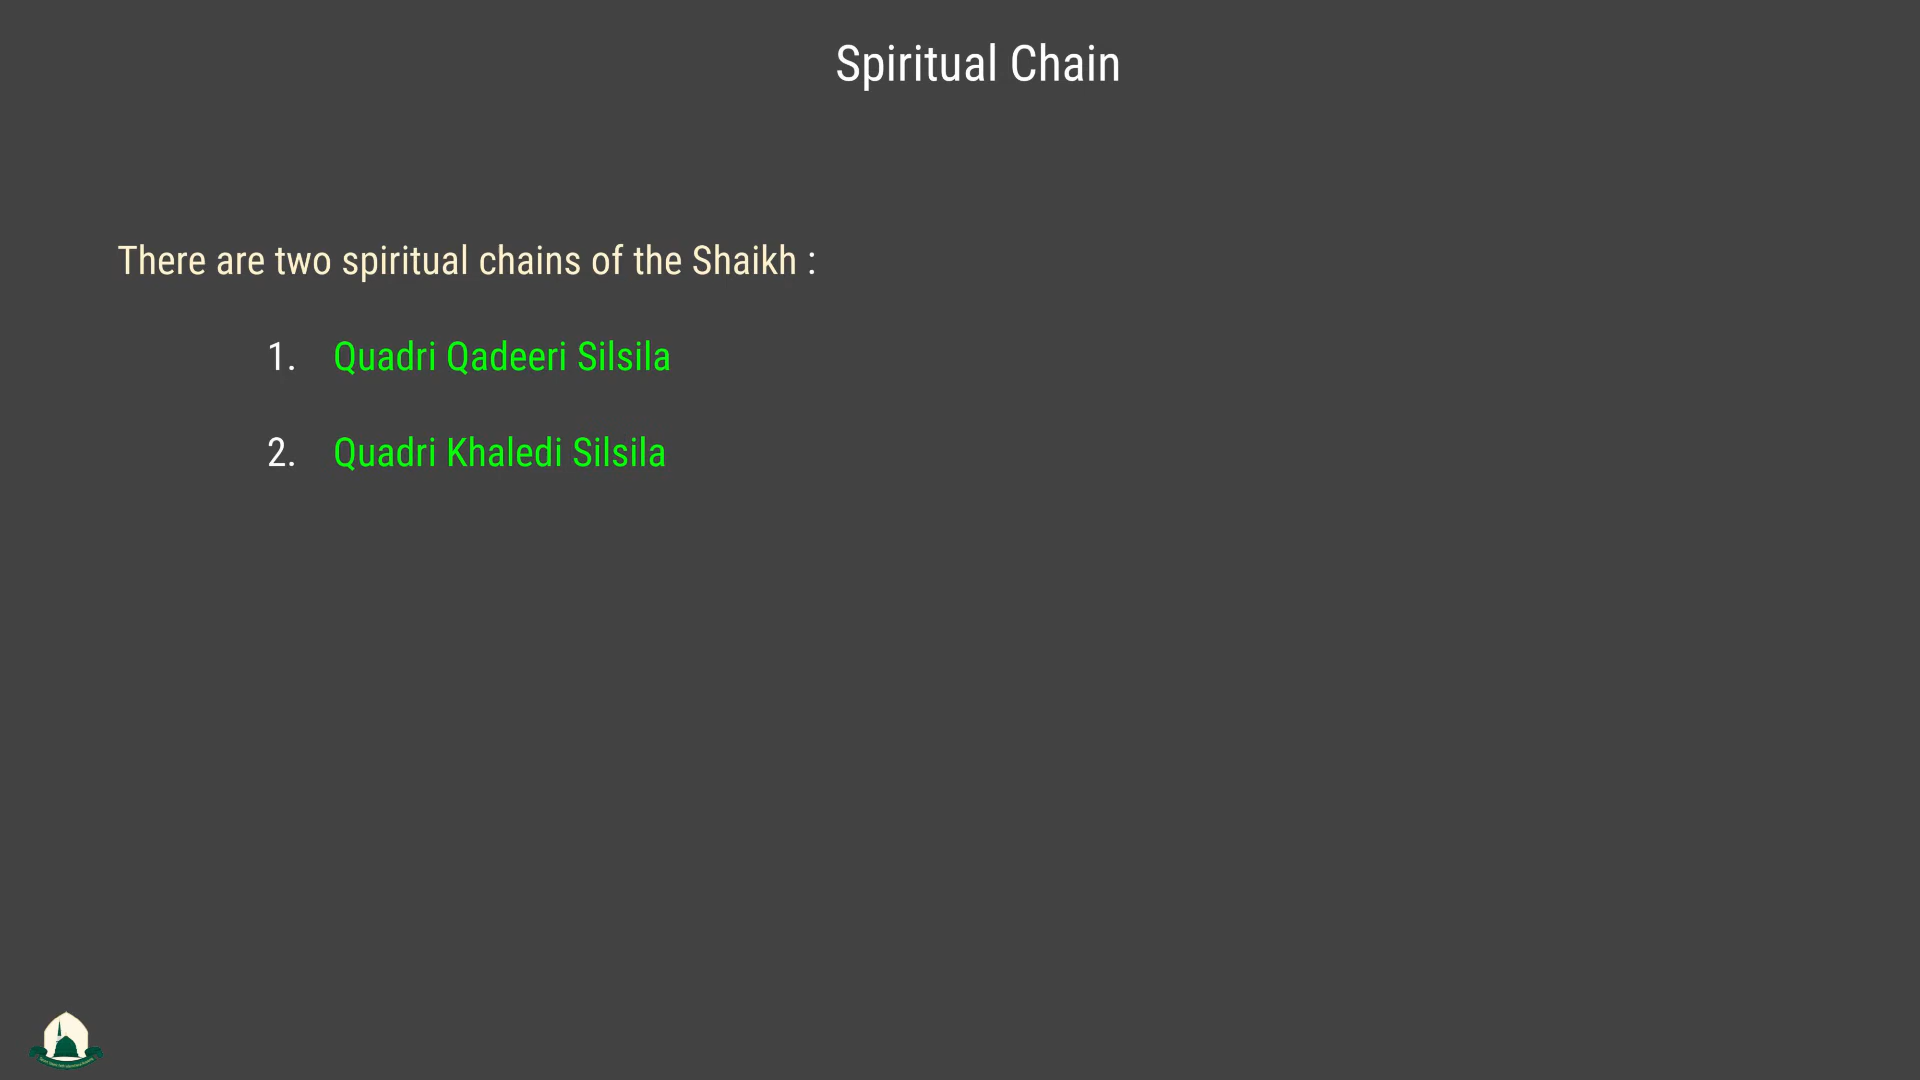 Spiritual Chain
There are two spiritual chains of the Shaikh :
1. Quadri Qadeeri Silsila
2. Quadri Khaledi Silsila